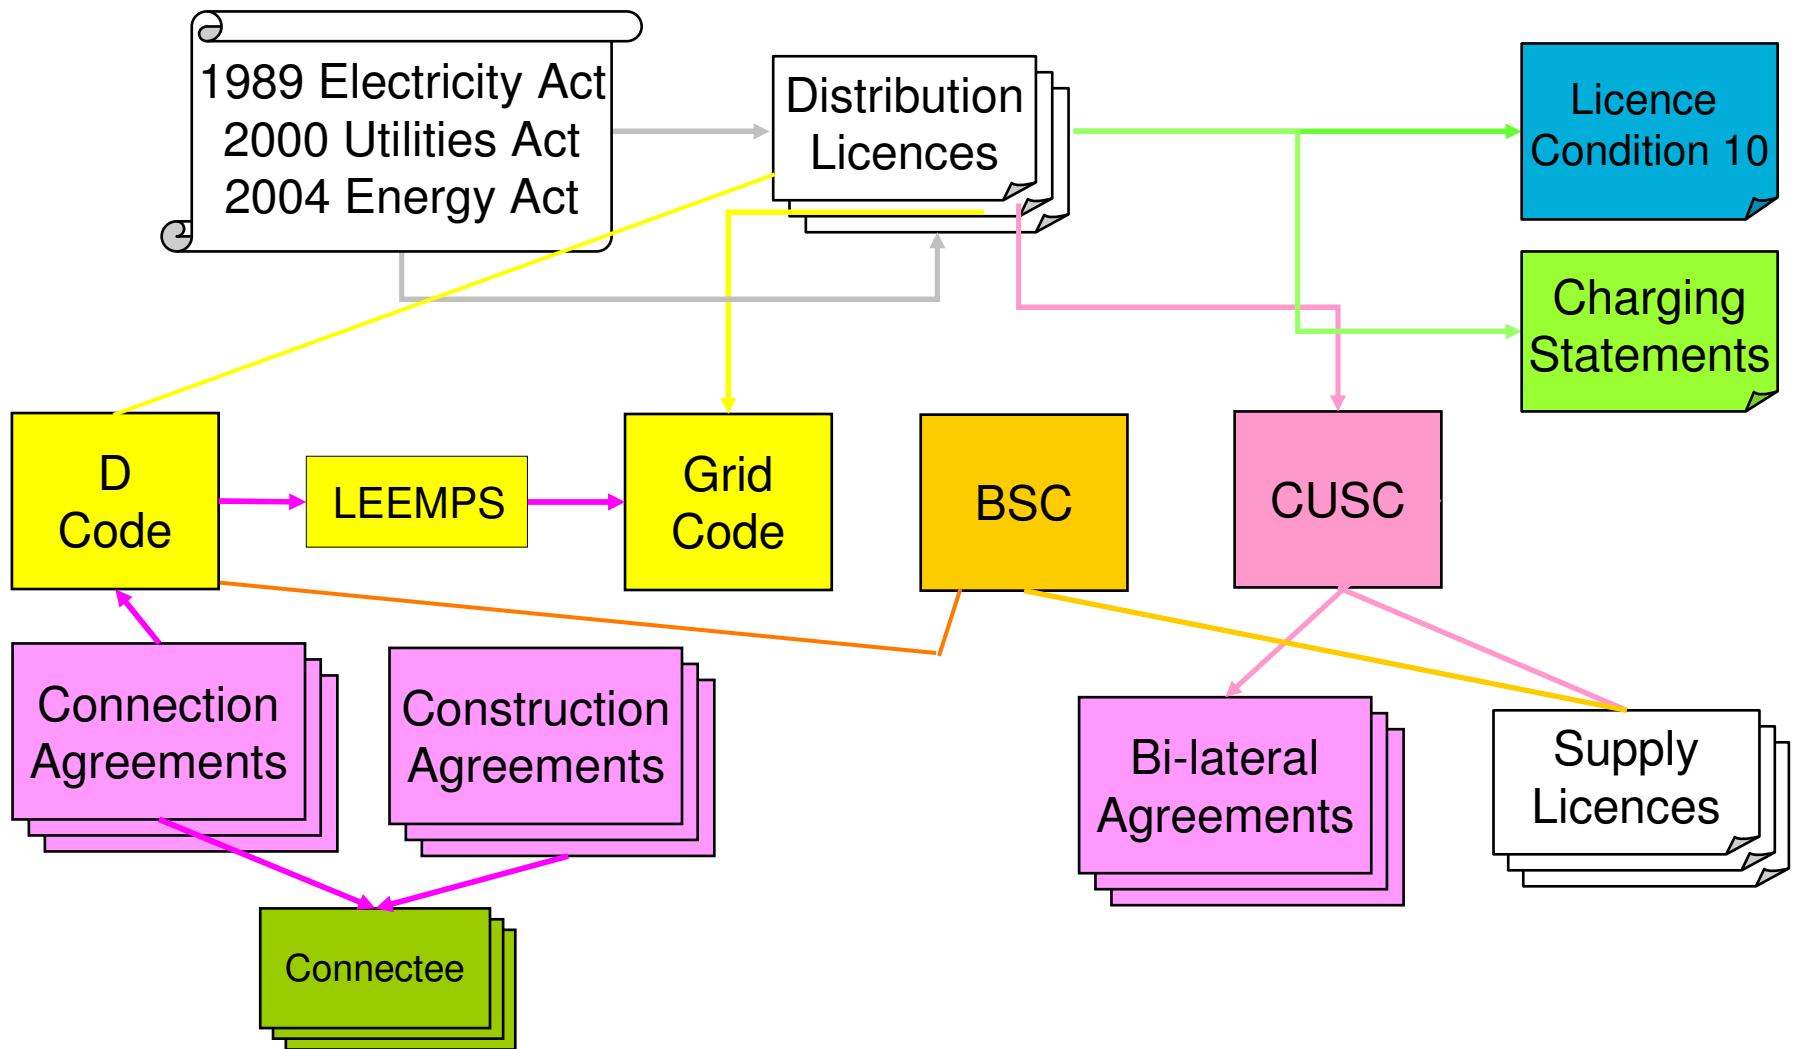 1989 Electricity Act
2000 Utilities Act
2004 Energy Act
Distribution
Licences
Licence
Condition 10
Charging
Statements
D
Code
LEEMPS
Grid
Code
BSC
CUSC
Connection
Agreements
Construction
Agreements
Bi-lateral
Agreements
Supply
Licences
Connectee